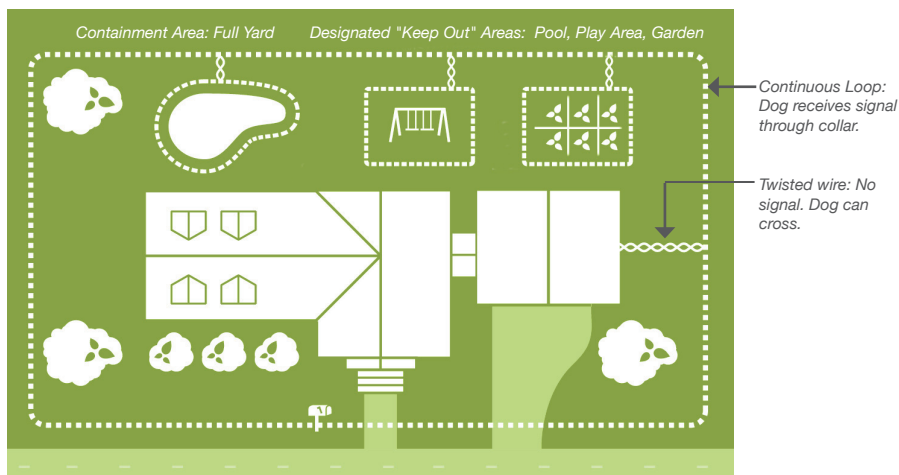 Containment Area: Full Yard
Designated "Keep Out" Areas: Pool, Play Area, Garden
Continuous Loop:
Dog receives signal
through collar.
Twisted wire: No
signal. Dog can
cross.